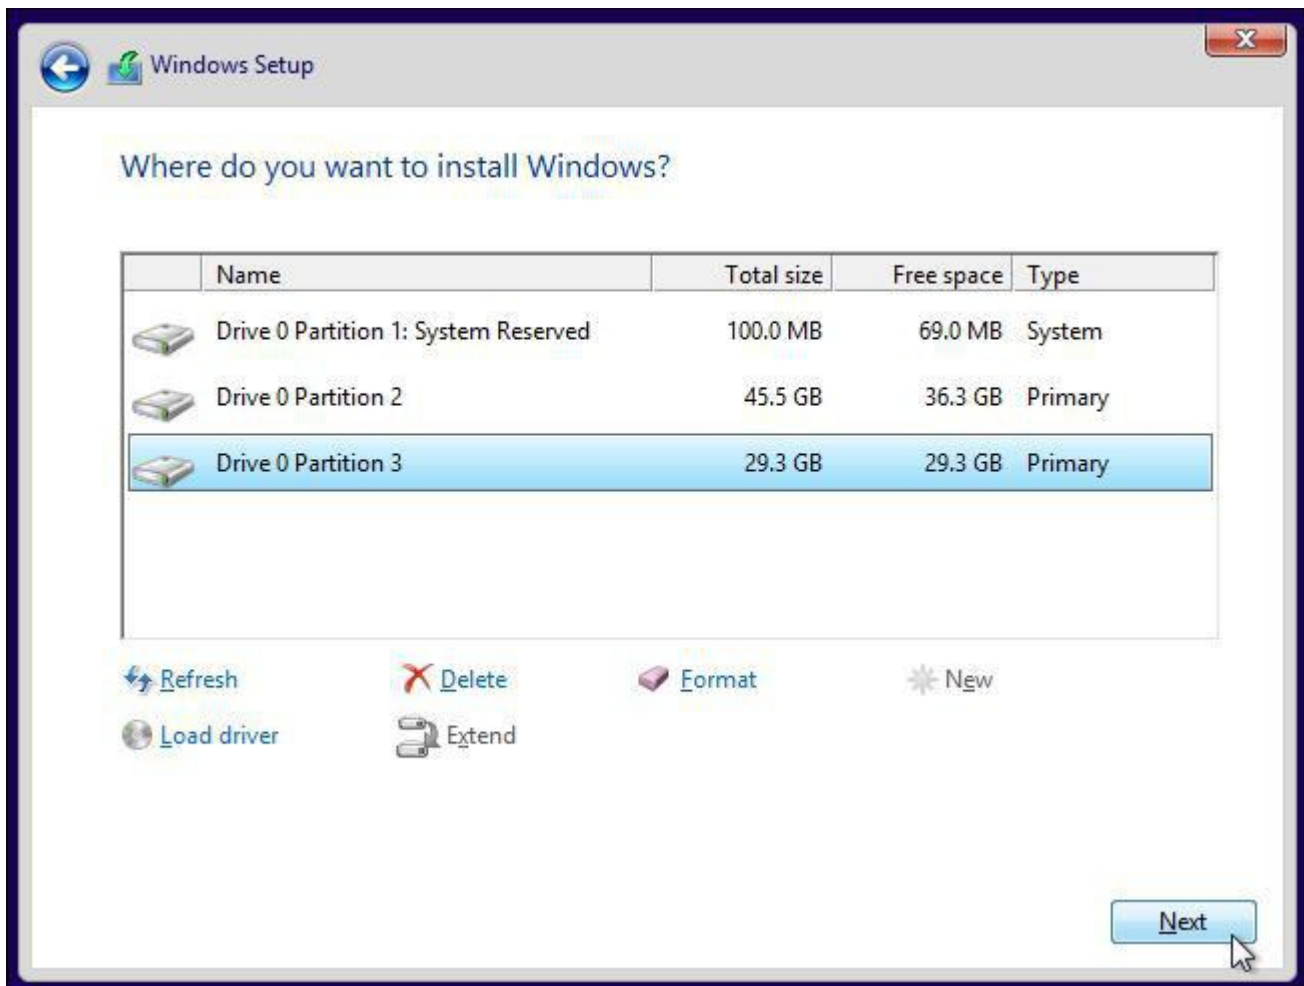 Windows Setup
Where do you want to install Windows?
Name Total size Free space Type
Drive 0 Partition 1: System Reserved 100.0 MB 69.0 MB System
Drive 0 Partition 2 45.5 GB 36.3 GB Primary
Drive 0 Partition 3 29.3 GB 29.3 GB Primary
Refresh Delete Format New
Load driver Extend
Next